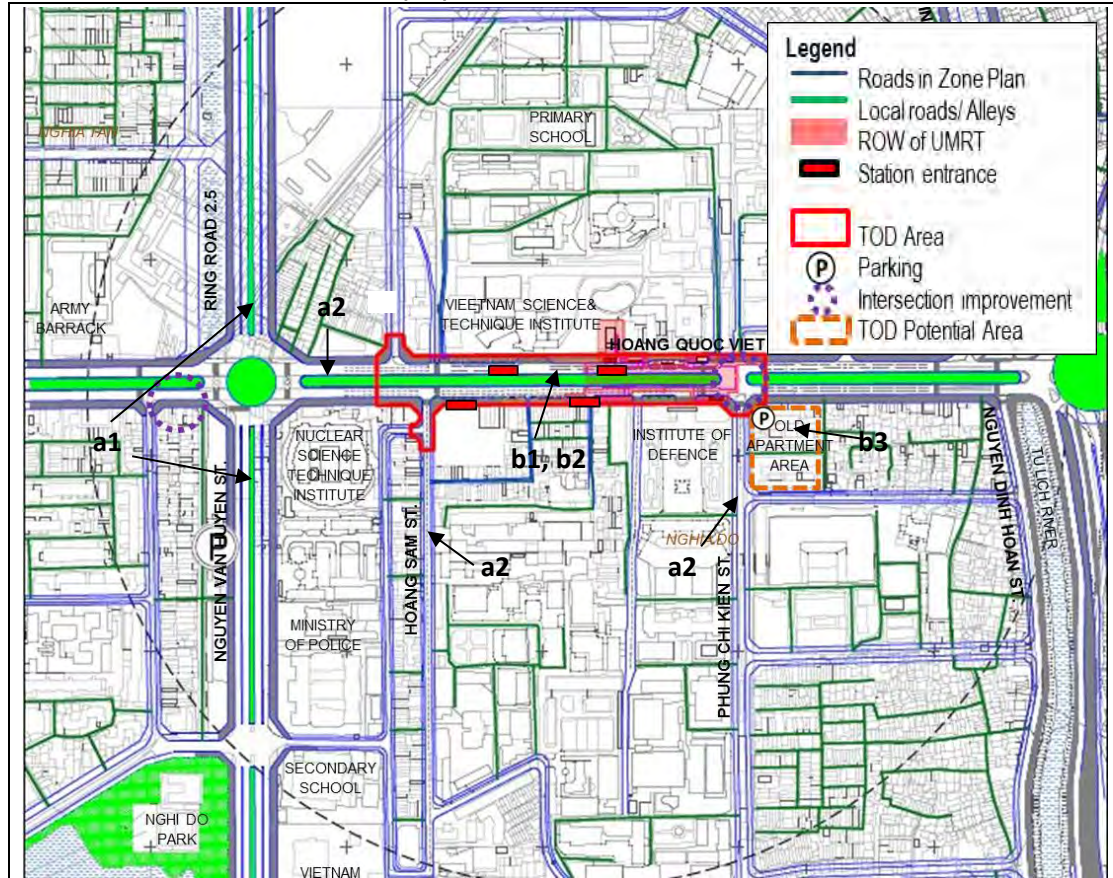 Legend
Roads in Zone Plan
Local roads/ Alleys
ROW of UMRT
Station entrance
TOD Area
P
Parking
Intersection improvement
TOD Potential Area
NGHIA TAN
PRIMARY
SCHOOL
RING ROAD 2.5
ARMY
BARRACK
a2
VIEETNAM SCIENCE&
TECHNIQUE INSTITUTE
HOANG QUOC VIET
a1
NUCLEAR
SCIENCE
TECHNIQUE
INSTITUTE
b1, b2
INSTITUTE OF
DEFENCE
P
OLD
APARTMENT
AREA
b3
NGUYEN VAN HUYEN ST.
P
HOANG SAM ST.
a2
NGHIA DO
a2
PHUNG CHI KIEN ST.
NGUYEN DINH HOAN ST.
TU LICH RIVER
MINISTRY
OF POLICE
SECONDARY
SCHOOL
NGHI DO
PARK
VIETNAM